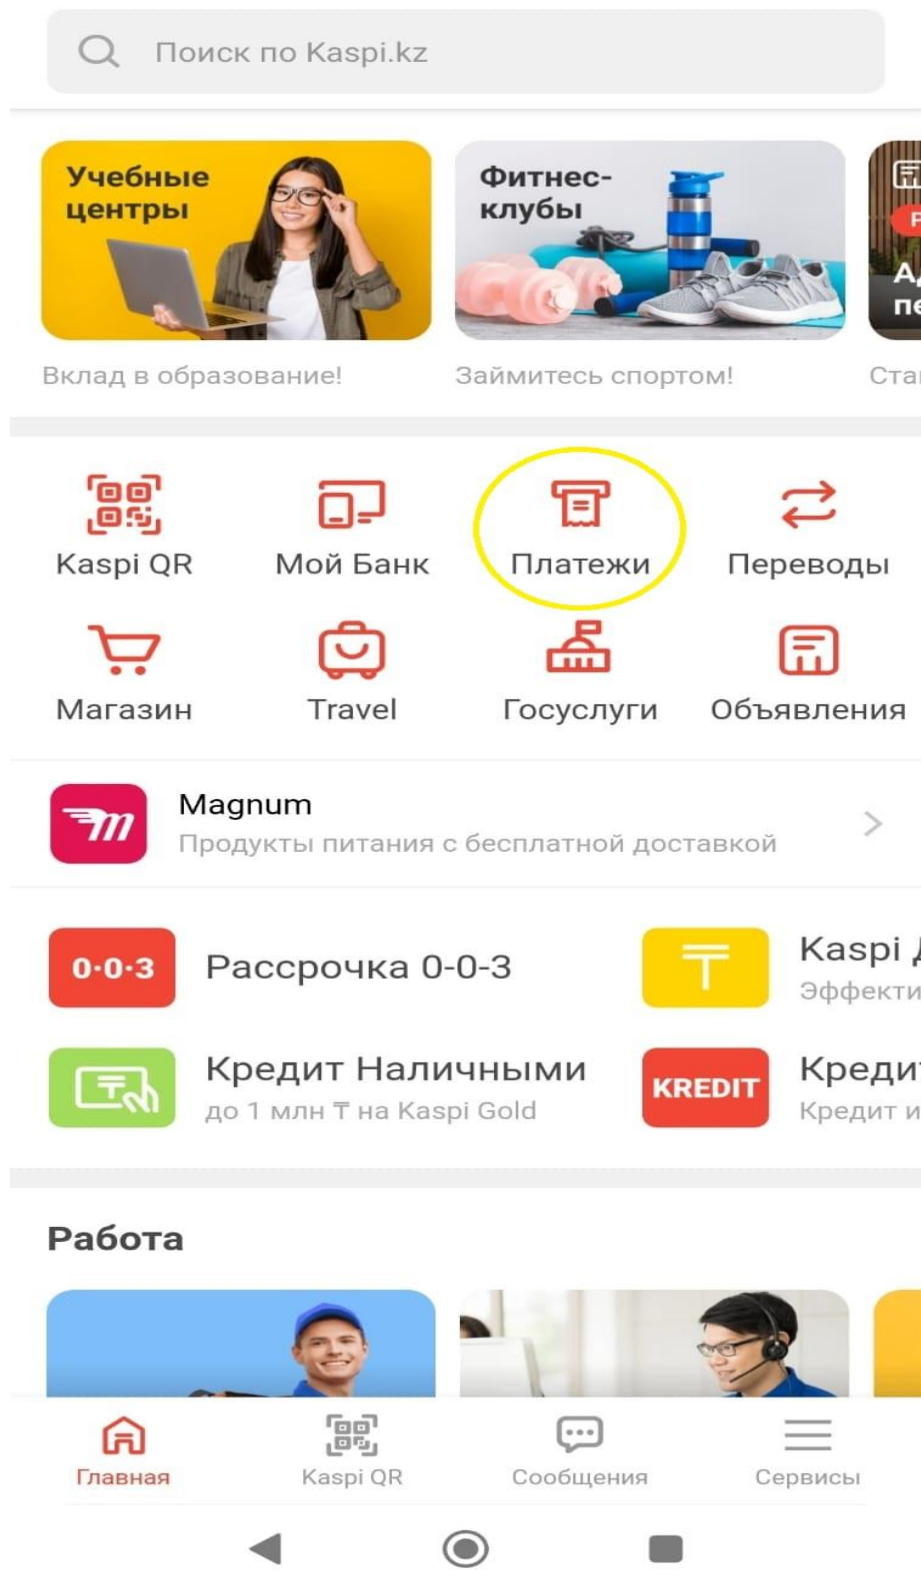 Поиск по Kaspi.kz
Учебные
центры
Фитнес-
клубы
Вклад в образование!
Займитесь спортом!
Kaspi QR
Мой Банк
Платежи
Переводы
Магазин
Travel
Госуслуги
Объявления
Magnum
Продукты питания с бесплатной доставкой
0·0·3
Рассрочка 0-0-3
₸
Kaspi
Кредит Наличными
до 1 млн ₸ на Kaspi Gold
KREDIT
Кредит и
Работа
Главная
Kaspi QR
Сообщения
Сервисы